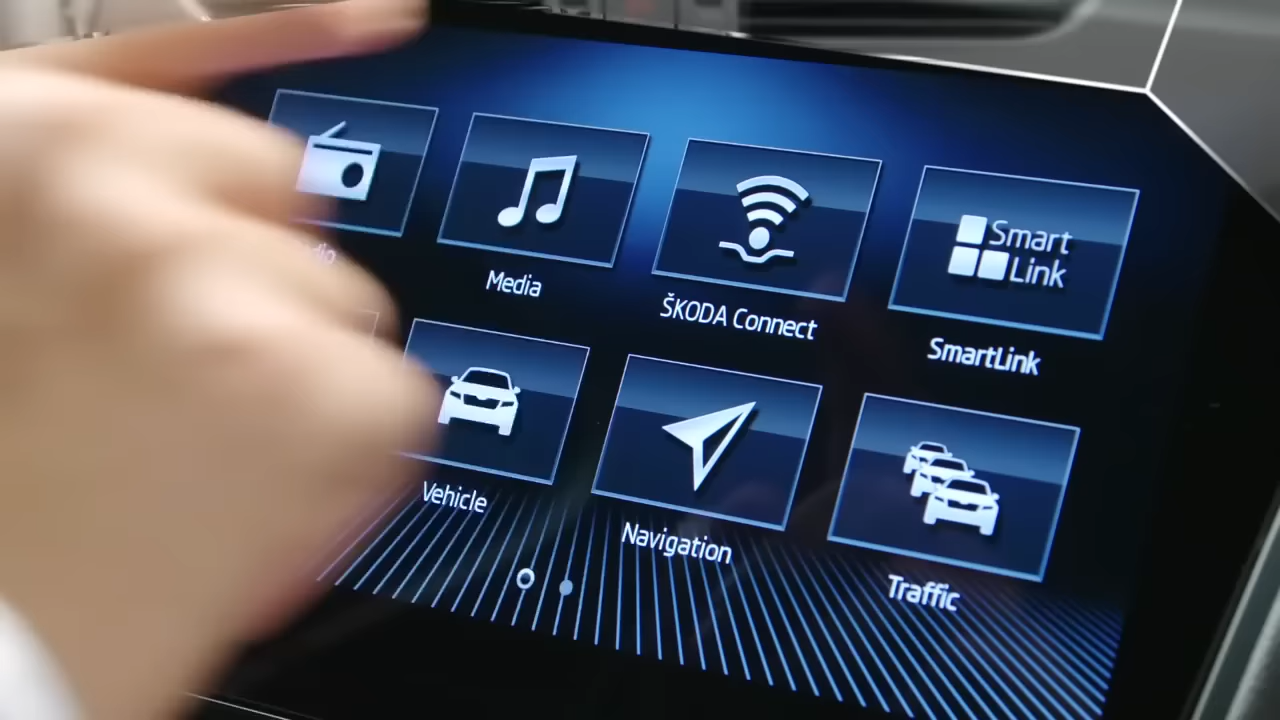 Media
ŠKODA Connect
Smart
Link
SmartLink
Vehicle
Navigation
Traffic